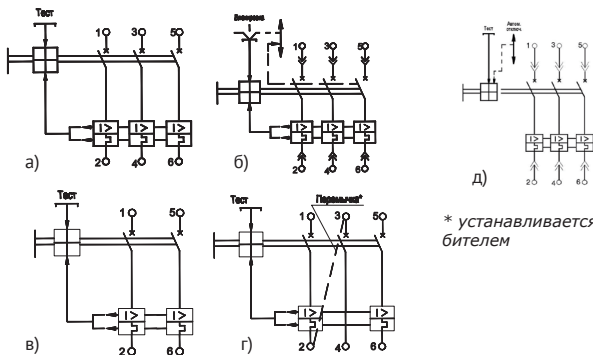 Тест
1 3 5
I> I> I>
2 4 6
а)
1 3 5
I> I> I>
2 4 6
б)
Тест
1 3 5
I> I> I>
2 4 6
д)
Тест
1 5
I> I>
2 6
в)
Тест
Перемычка*
1 3 5
I> I>
2 4 6
г)
* устанавливается
бителем